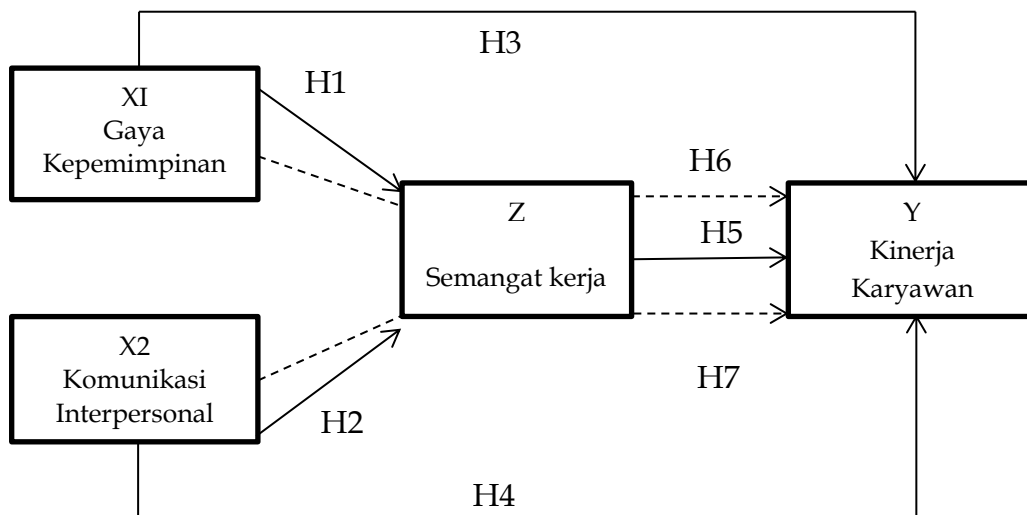 H3
XI
Gaya
Kepemimpinan
H1
H6
Z
Semangat kerja
H5
Y
Kinerja
Karyawan
X2
Komunikasi
Interpersonal
H2
H7
H4